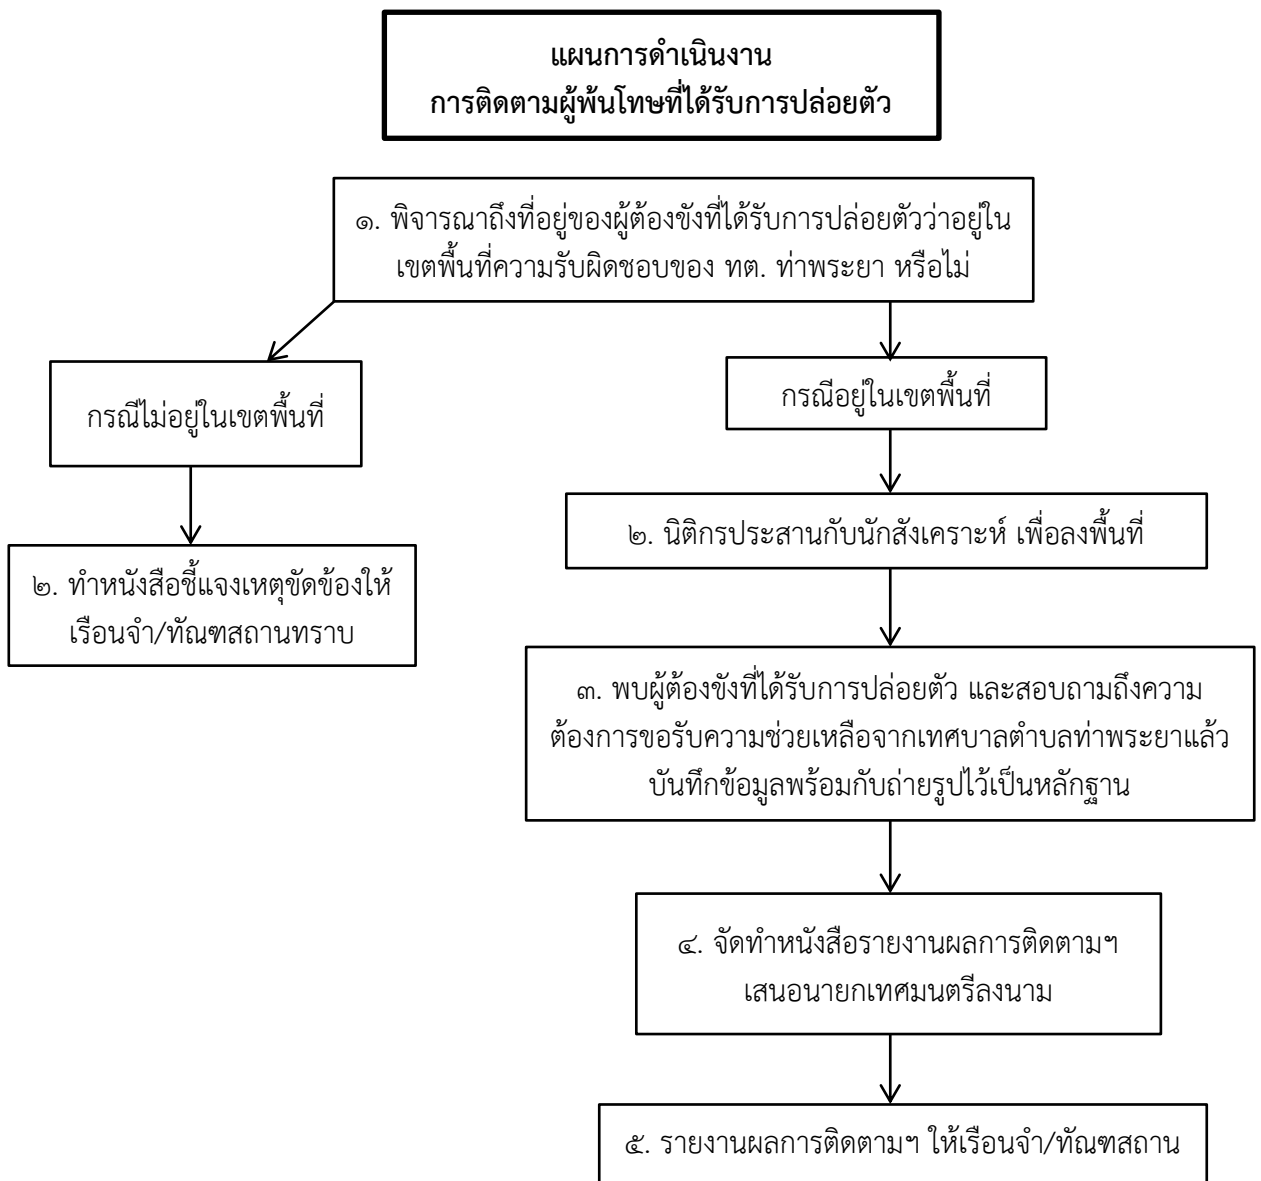 แผนการดำเนินงาน
การติดตามผู้พ้นโทษที่ได้รับการปล่อยตัว
๑. พิจารณาถึงที่อยู่ของผู้ต้องขังที่ได้รับการปล่อยตัวว่าอยู่ใน
เขตพื้นที่ความรับผิดชอบของ ทต. ท่าพระยา หรือไม่
กรณีไม่อยู่ในเขตพื้นที่
กรณีอยู่ในเขตพื้นที่
๒. ทำหนังสือชี้แจงเหตุขัดข้องให้
เรือนจำ/ทัณฑสถานทราบ
๒. นิติกรประสานกับนักสังเคราะห์ เพื่อลงพื้นที่
๓. พบผู้ต้องขังที่ได้รับการปล่อยตัว และสอบถามถึงความ
ต้องการขอรับความช่วยเหลือจากเทศบาลตำบลท่าพระยาแล้ว
บันทึกข้อมูลพร้อมกับถ่ายรูปไว้เป็นหลักฐาน
๔. จัดทำหนังสือรายงานผลการติดตามฯ
เสนอนายกเทศมนตรีลงนาม
๕. รายงานผลการติดตามฯ ให้เรือนจำ/ทัณฑสถาน